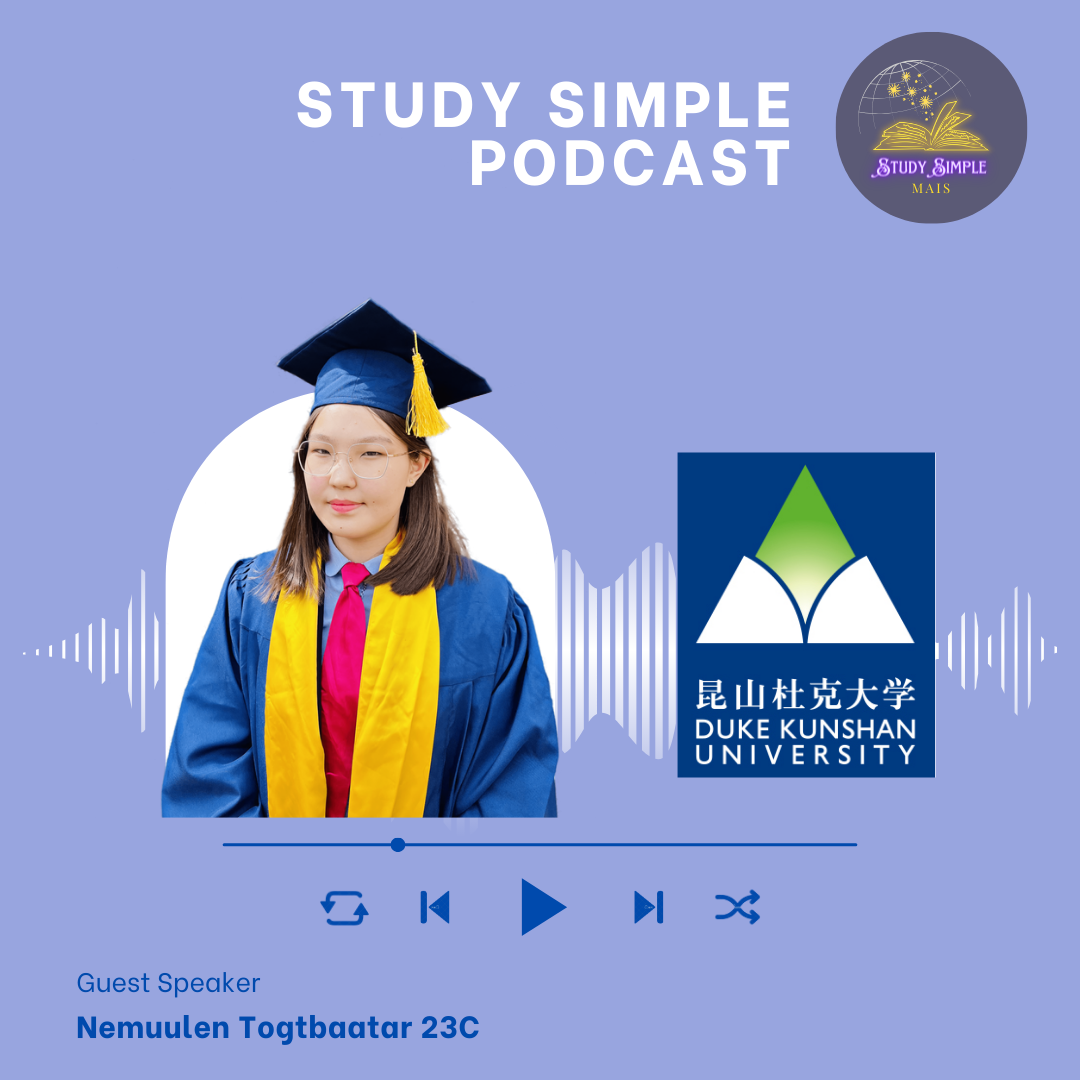 STUDY SIMPLE
PODCAST
STUDY SIMPLE
MAIS
昆山杜克大学
DUKE KUNSHAN
UNIVERSITY
Guest Speaker
Nemuulen Togtbaatar 23C